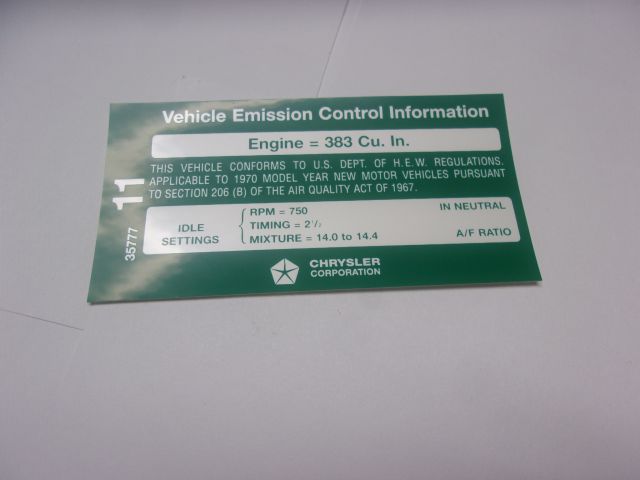 Vehicle Emission Control Information
Engine = 383 Cu. In.
THIS VEHICLE CONFORMS TO U.S. DEPT. OF H.E.W. REGULATIONS.
APPLICABLE TO 1970 MODEL YEAR NEW MOTOR VEHICLES PURSUANT
TO SECTION 206 (B) OF THE AIR QUALITY ACT OF 1967.
11
35777
IDLE
SETTINGS
RPM = 750 IN NEUTRAL
TIMING = 2½
MIXTURE = 14.0 to 14.4 A/F RATIO
CHRYSLER
CORPORATION